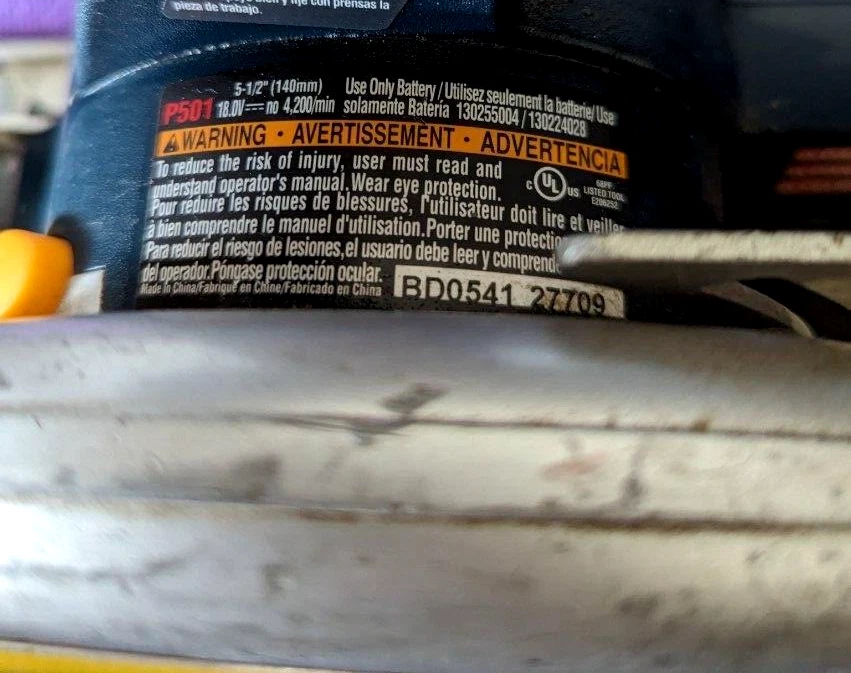 pieza de trabajo.
5-1/2" (140mm) Use Only Battery / Utilisez seulement la batterie/ Use
P501 18.0V⎓ no 4,200/min solamente Batería 130255004 / 130224028
WARNING · AVERTISSEMENT · ADVERTENCIA
To reduce the risk of injury, user must read and
understand operator's manual. Wear eye protection.
C UL US LISTED TOOL
Pour réduire les risques de blessures, l'utilisateur doit lire et veiller
à bien comprendre le manuel d'utilisation. Porter une protectio
Para reducir el riesgo de lesiones, el usuario debe leer y comprend
del operador. Póngase protección ocular.
Made in China/Fabriqué en Chine/Fabricado en China
BD0541 27709